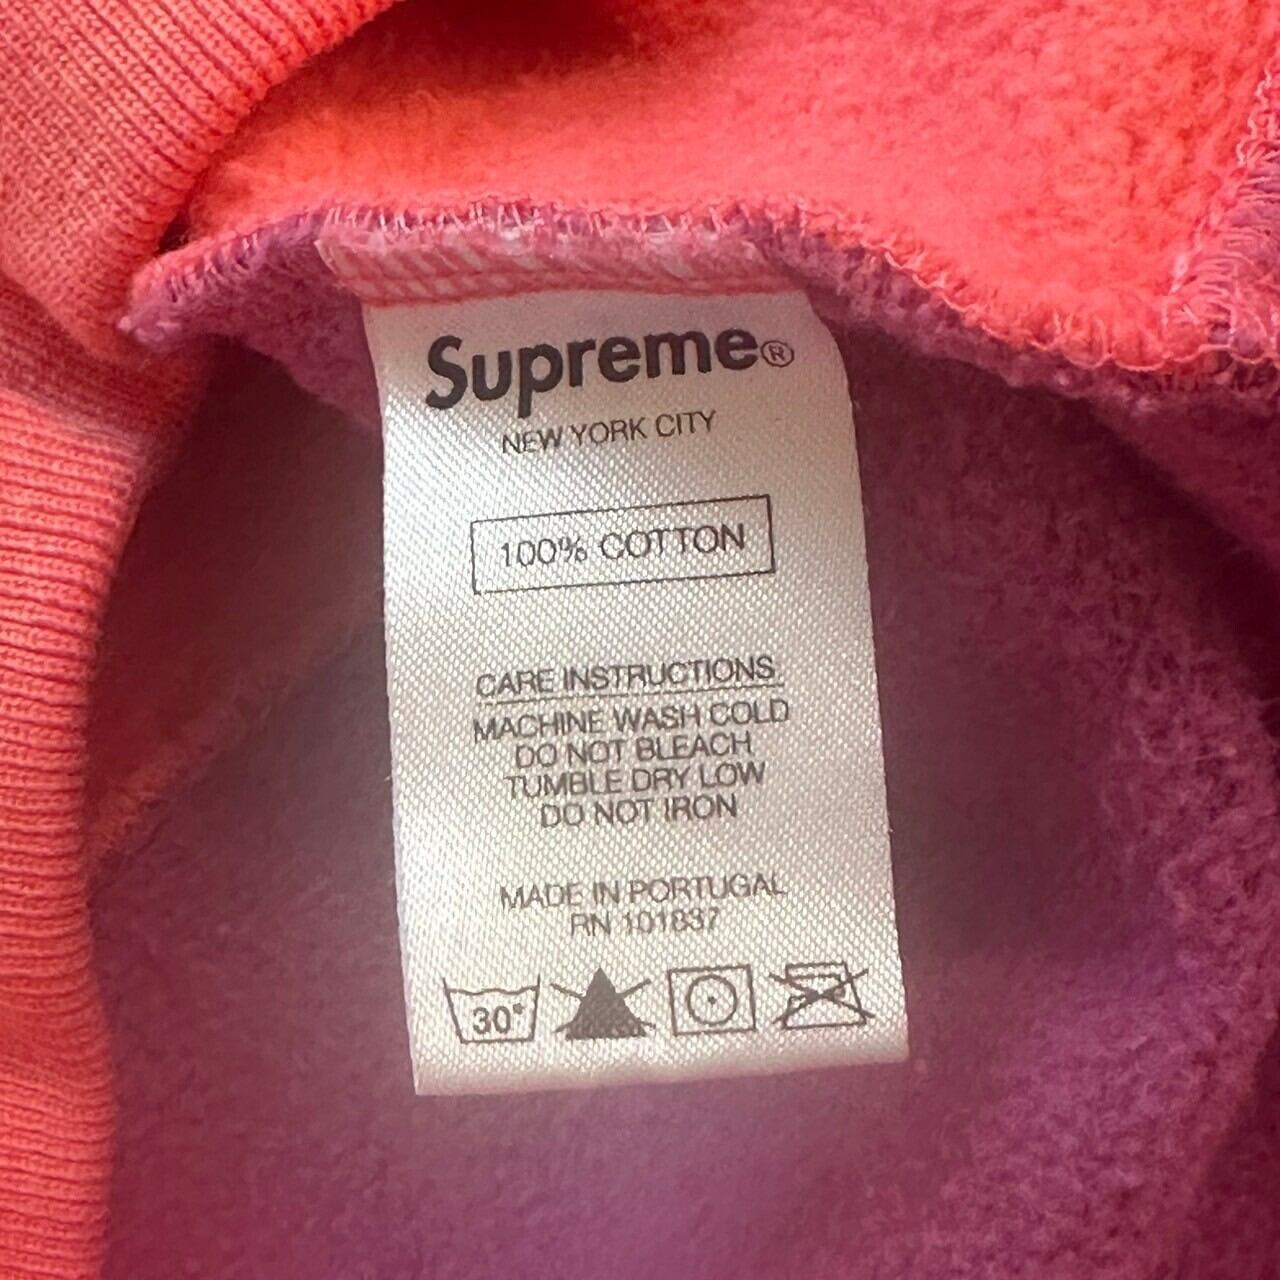 Supreme®
NEW YORK CITY
100% COTTON
CARE INSTRUCTIONS
MACHINE WASH COLD
DO NOT BLEACH
TUMBLE DRY LOW
DO NOT IRON
MADE IN PORTUGAL
RN 101837
30°